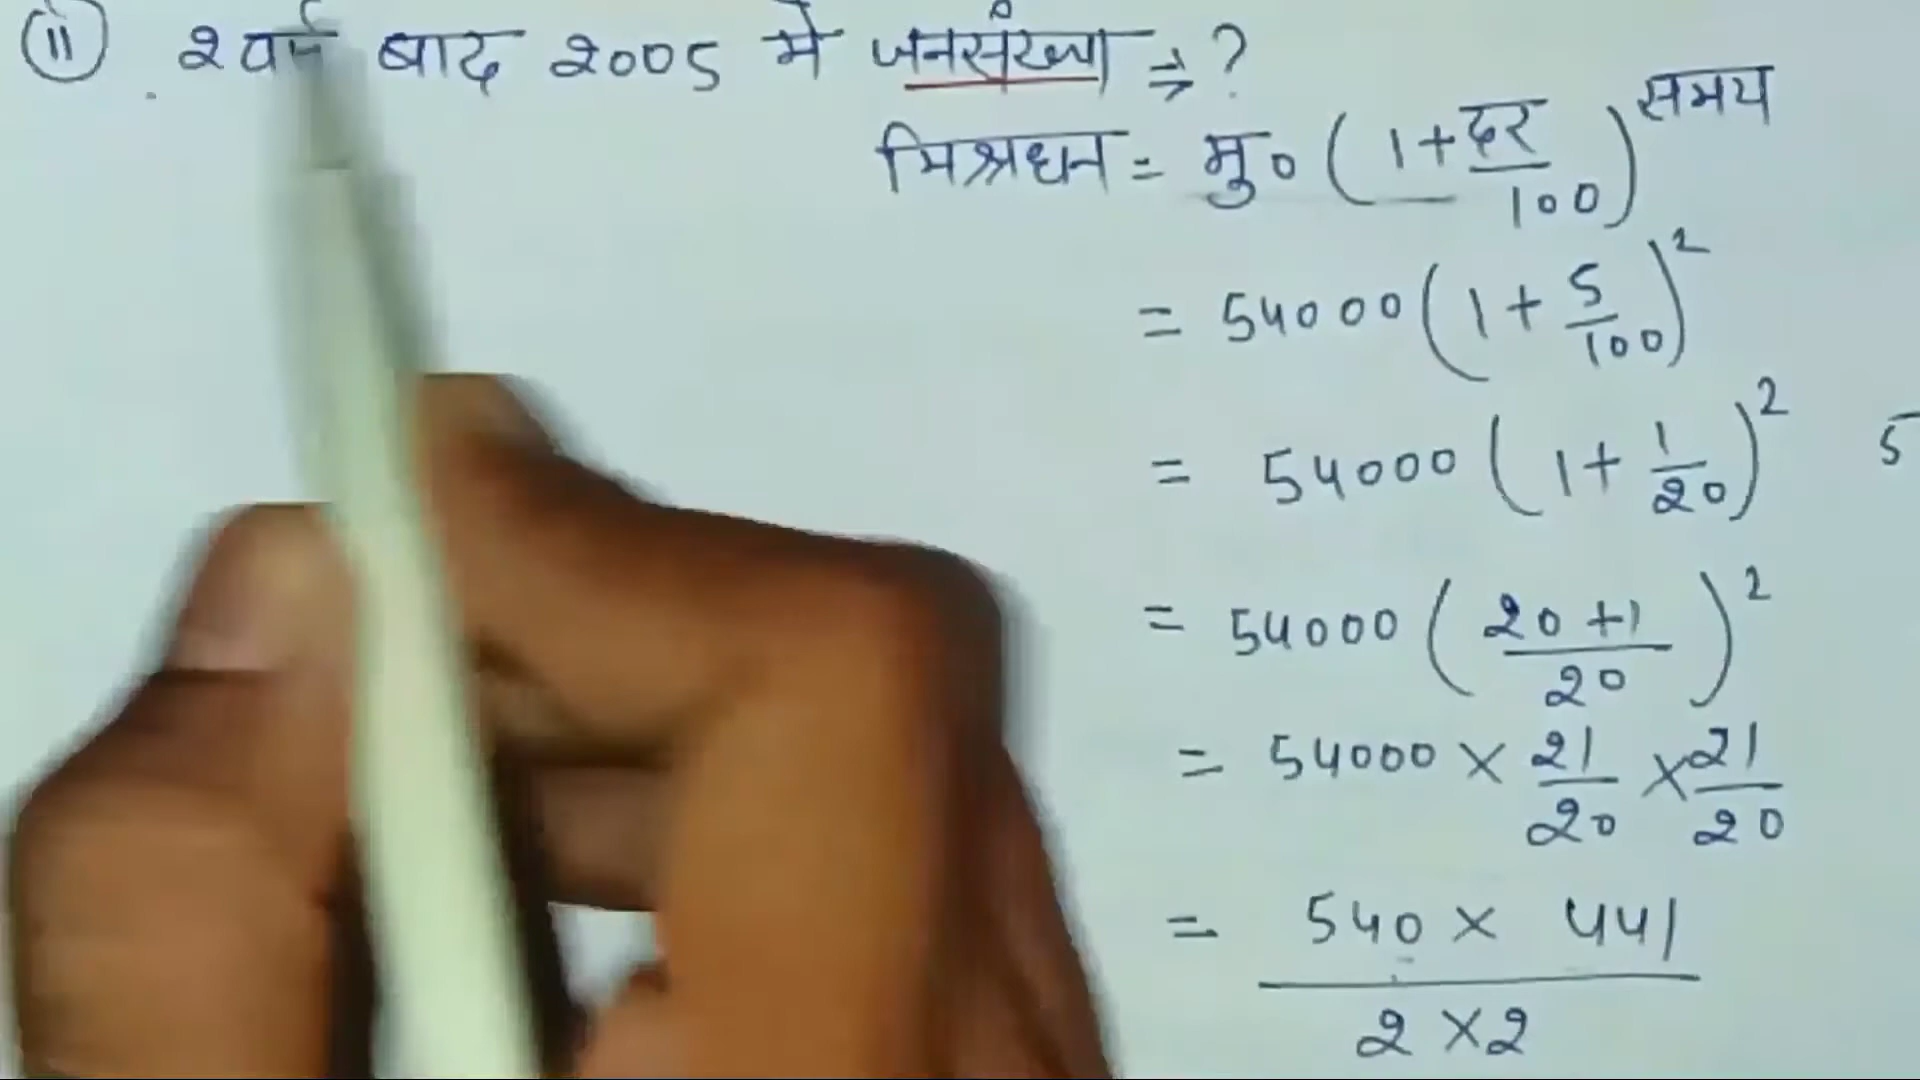 (ii) 2 वर्ष बाद 2005 मे जनसंख्या ⇒ ?
मिश्रधन = मु० ( 1 + दर/100 )^समय
= 54000 ( 1 + 5/100 )^2
= 54000 ( 1 + 1/20 )^2 5
= 54000 ( 20 + 1 / 20 )^2
= 54000 × 21/20 × 21/20
= 540 × 441 / 2 × 2